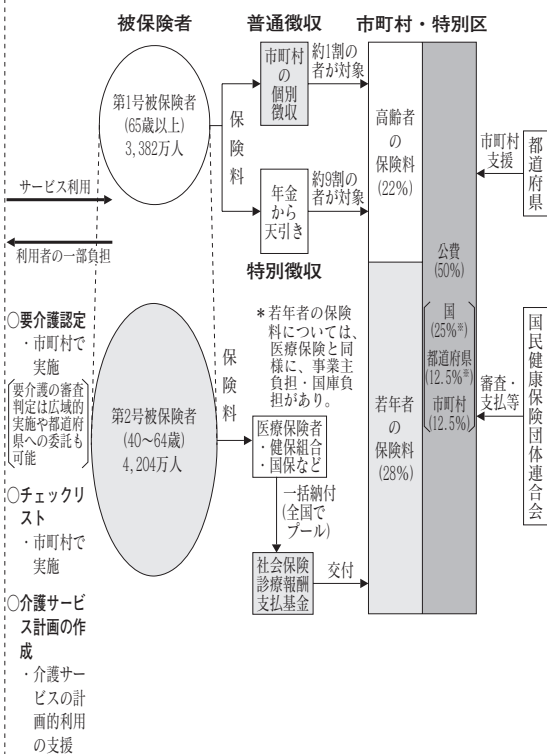 被保険者
普通徴収
市町村・特別区
第1号被保険者
(65歳以上)
3,382万人
保険料
市町村
の
個別
徴収
約1割の
者が対象
年金
から
天引き
約9割の
者が対象
特別徴収
高齢者
の
保険料
(22%)
公費
(50%)
国
(25%※)
都道府県
(12.5%※)
市町村
(12.5%)
市町村
支援
都道府県
サービス利用
利用者の一部負担
○要介護認定
・市町村で
実施
要介護の審査
判定は広域的
実施や都道府
県への委託も
可能
○チェックリ
スト
・市町村で
実施
○介護サービ
ス計画の作
成
・介護サー
ビスの計
画的利用
の支援
第2号被保険者
(40～64歳)
4,204万人
保険料
*若年者の保険
料については、
医療保険と同
様に、事業主
負担・国庫負
担があり。
医療保険者
・健保組合
・国保など
一括納付
(全国で
プール)
社会保険
診療報酬
支払基金
交付
若年者
の
保険料
(28%)
審査・
支払等
国民健康保険団体連合会